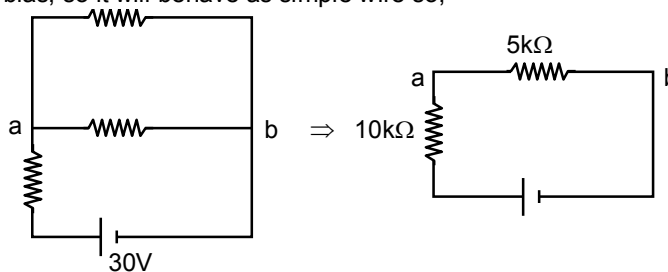 bias, so it will behave as simple wire so,
5kΩ
a
a b ⇒ 10kΩ
30V